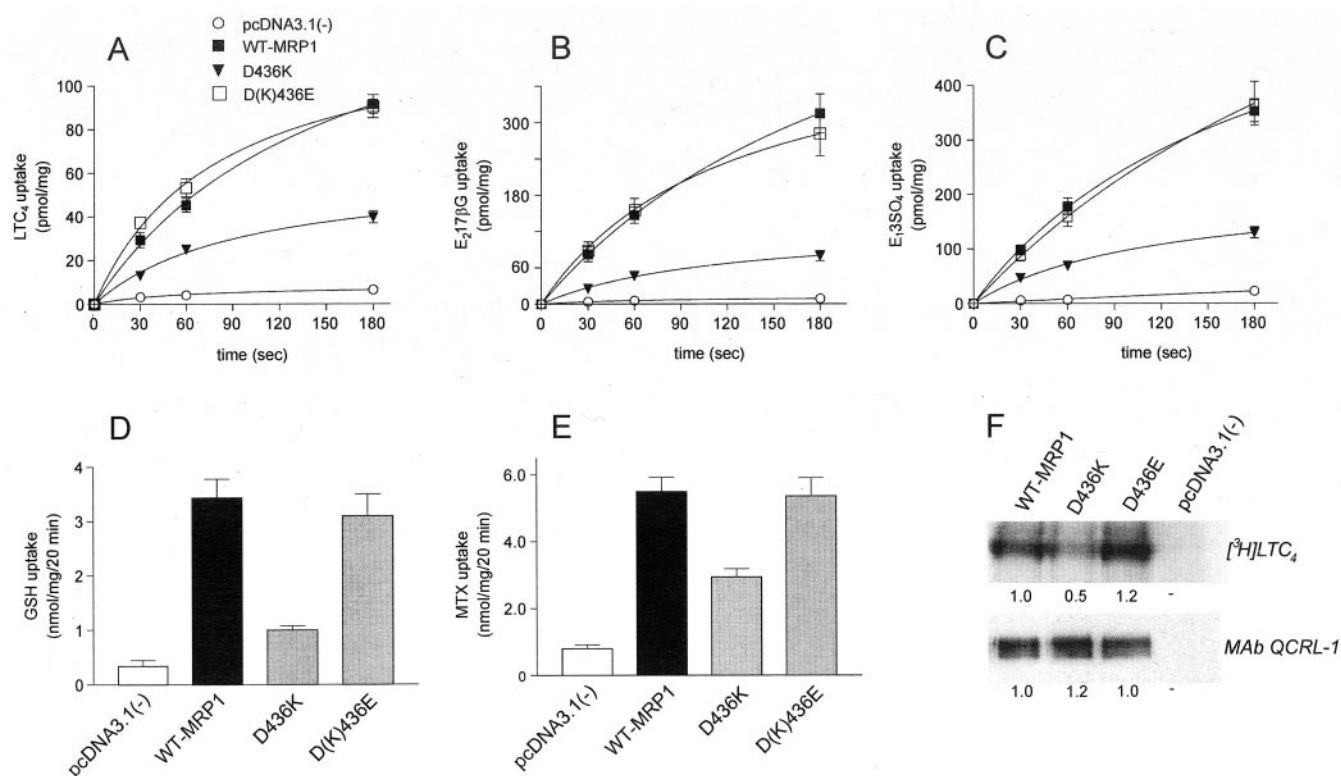 pcDNA3.1(-)
WT-MRP1
D436K
D(K)436E
A
LTC4 uptake
(pmol/mg)
100
80
60
40
20
0
0 30 60 90 120 150 180
time (sec)
B
E217βG uptake
(pmol/mg)
300
180
60
0
0 30 60 90 120 150 180
time (sec)
C
E13SO4 uptake
(pmol/mg)
400
300
200
100
0
0 30 60 90 120 150 180
time (sec)
D
GSH uptake
(nmol/mg/20 min)
4
3
2
1
0
pcDNA3.1(-)
WT-MRP1
D436K
D(K)436E
E
MTX uptake
(nmol/mg/20 min)
6.0
4.0
2.0
0.0
pcDNA3.1(-)
WT-MRP1
D436K
D(K)436E
F
WT-MRP1
D436K
D436E
pcDNA3.1(-)
[3H]LTC4
1.0 0.5 1.2 -
MAb QCRL-1
1.0 1.2 1.0 -